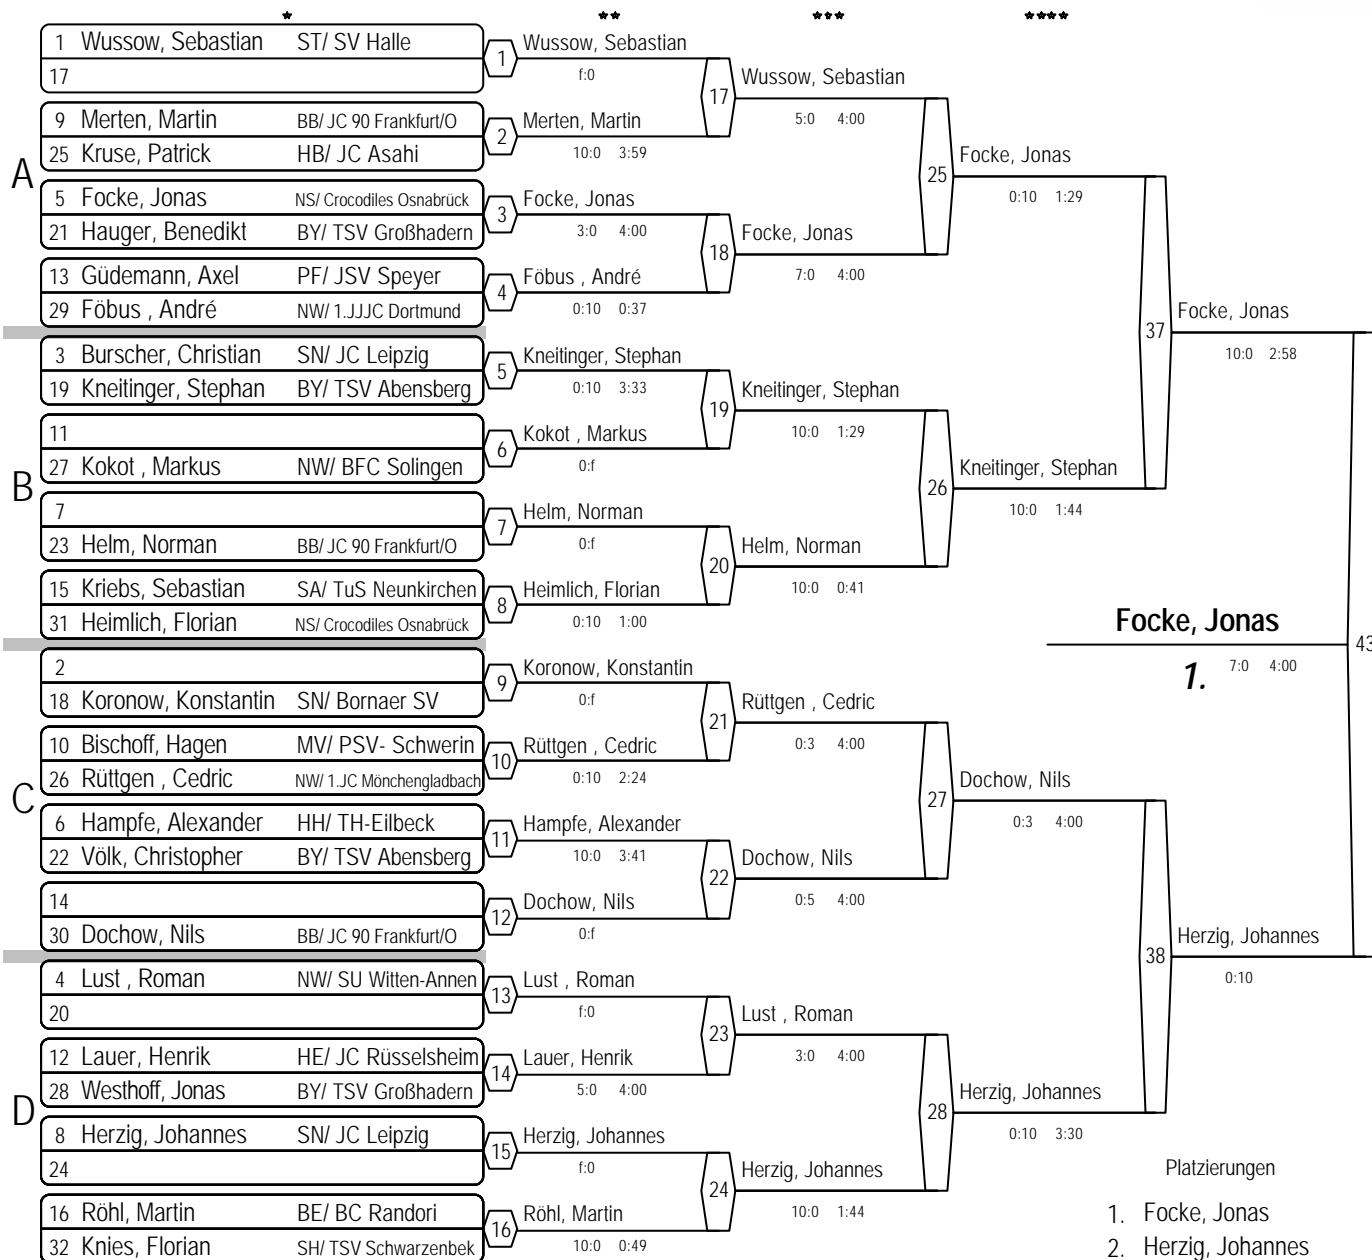 * ** *** ****
A
1 Wussow, Sebastian ST/ SV Halle
17
9 Merten, Martin BB/ JC 90 Frankfurt/O
25 Kruse, Patrick HB/ JC Asahi
5 Focke, Jonas NS/ Crocodiles Osnabrück
21 Hauger, Benedikt BY/ TSV Großhadern
13 Güdemann, Axel PF/ JSV Speyer
29 Föbus , André NW/ 1.JJJC Dortmund
B
3 Burscher, Christian SN/ JC Leipzig
19 Kneitinger, Stephan BY/ TSV Abensberg
11
27 Kokot , Markus NW/ BFC Solingen
7
23 Helm, Norman BB/ JC 90 Frankfurt/O
15 Kriebs, Sebastian SA/ TuS Neunkirchen
31 Heimlich, Florian NS/ Crocodiles Osnabrück
C
2
18 Koronow, Konstantin SN/ Bornaer SV
10 Bischoff, Hagen MV/ PSV- Schwerin
26 Rüttgen , Cedric NW/ 1.JC Mönchengladbach
6 Hampfe, Alexander HH/ TH-Eilbeck
22 Völk, Christopher BY/ TSV Abensberg
14
30 Dochow, Nils BB/ JC 90 Frankfurt/O
D
4 Lust , Roman NW/ SU Witten-Annen
20
12 Lauer, Henrik HE/ JC Rüsselsheim
28 Westhoff, Jonas BY/ TSV Großhadern
8 Herzig, Johannes SN/ JC Leipzig
24
16 Röhl, Martin BE/ BC Randori
32 Knies, Florian SH/ TSV Schwarzenbek
1 Wussow, Sebastian
f:0
2 Merten, Martin
10:0 3:59
3 Focke, Jonas
3:0 4:00
4 Föbus , André
0:10 0:37
5 Kneitinger, Stephan
0:10 3:33
6 Kokot , Markus
0:f
7 Helm, Norman
0:f
8 Heimlich, Florian
0:10 1:00
9 Koronow, Konstantin
0:f
10 Rüttgen , Cedric
0:10 2:24
11 Hampfe, Alexander
10:0 3:41
12 Dochow, Nils
0:f
13 Lust , Roman
f:0
14 Lauer, Henrik
5:0 4:00
15 Herzig, Johannes
f:0
16 Röhl, Martin
10:0 0:49
17 Wussow, Sebastian
5:0 4:00
18 Focke, Jonas
7:0 4:00
19 Kneitinger, Stephan
10:0 1:29
20 Helm, Norman
10:0 0:41
21 Rüttgen , Cedric
0:3 4:00
22 Dochow, Nils
0:5 4:00
23 Lust , Roman
3:0 4:00
24 Herzig, Johannes
10:0 1:44
25 Focke, Jonas
0:10 1:29
26 Kneitinger, Stephan
10:0 1:44
27 Dochow, Nils
0:3 4:00
28 Herzig, Johannes
0:10 3:30
37 Focke, Jonas
10:0 2:58
38 Herzig, Johannes
0:10
Focke, Jonas 43
1. 7:0 4:00
Platzierungen
1. Focke, Jonas
2. Herzig, Johannes